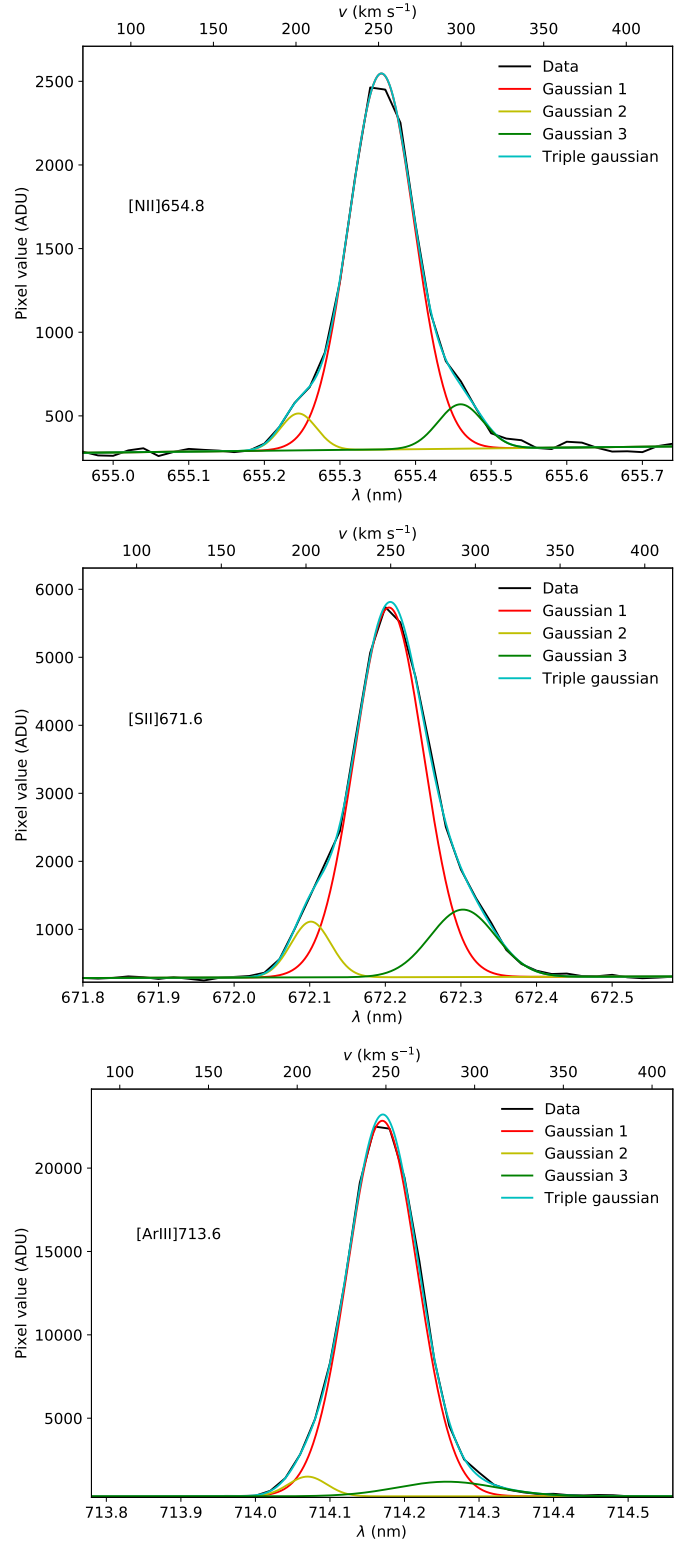 v (km s⁻¹)
100 150 200 250 300 350 400
Data
Gaussian 1
Gaussian 2
Gaussian 3
Triple gaussian
[NII]654.8
Pixel value (ADU)
2500
2000
1500
1000
500
655.0 655.1 655.2 655.3 655.4 655.5 655.6 655.7
λ (nm)
v (km s⁻¹)
100 150 200 250 300 350 400
Data
Gaussian 1
Gaussian 2
Gaussian 3
Triple gaussian
[SII]671.6
Pixel value (ADU)
6000
5000
4000
3000
2000
1000
671.8 671.9 672.0 672.1 672.2 672.3 672.4 672.5
λ (nm)
v (km s⁻¹)
100 150 200 250 300 350 400
Data
Gaussian 1
Gaussian 2
Gaussian 3
Triple gaussian
[ArIII]713.6
Pixel value (ADU)
20000
15000
10000
5000
713.8 713.9 714.0 714.1 714.2 714.3 714.4 714.5
λ (nm)